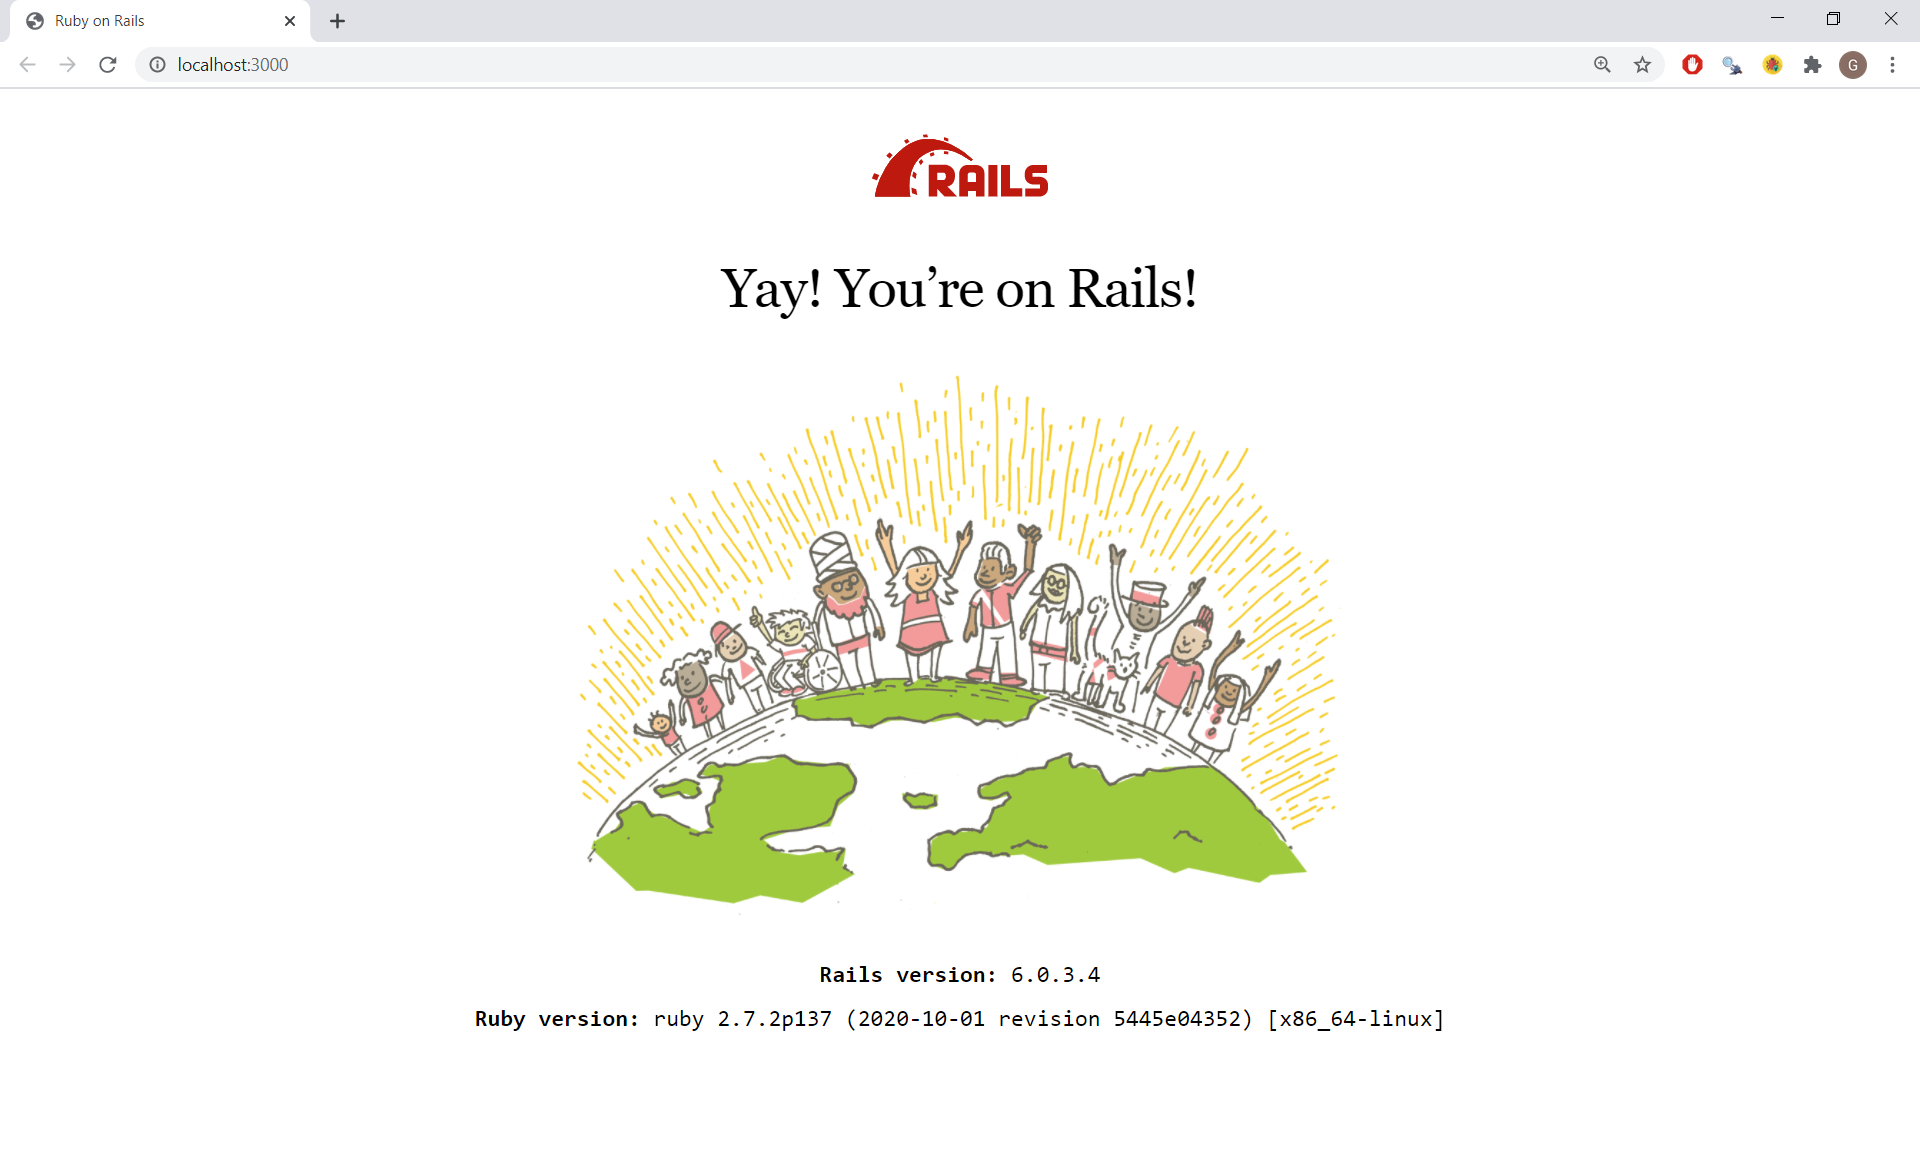 Ruby on Rails
localhost:3000
G
RAILS
Yay! You’re on Rails!
Rails version: 6.0.3.4
Ruby version: ruby 2.7.2p137 (2020-10-01 revision 5445e04352) [x86_64-linux]